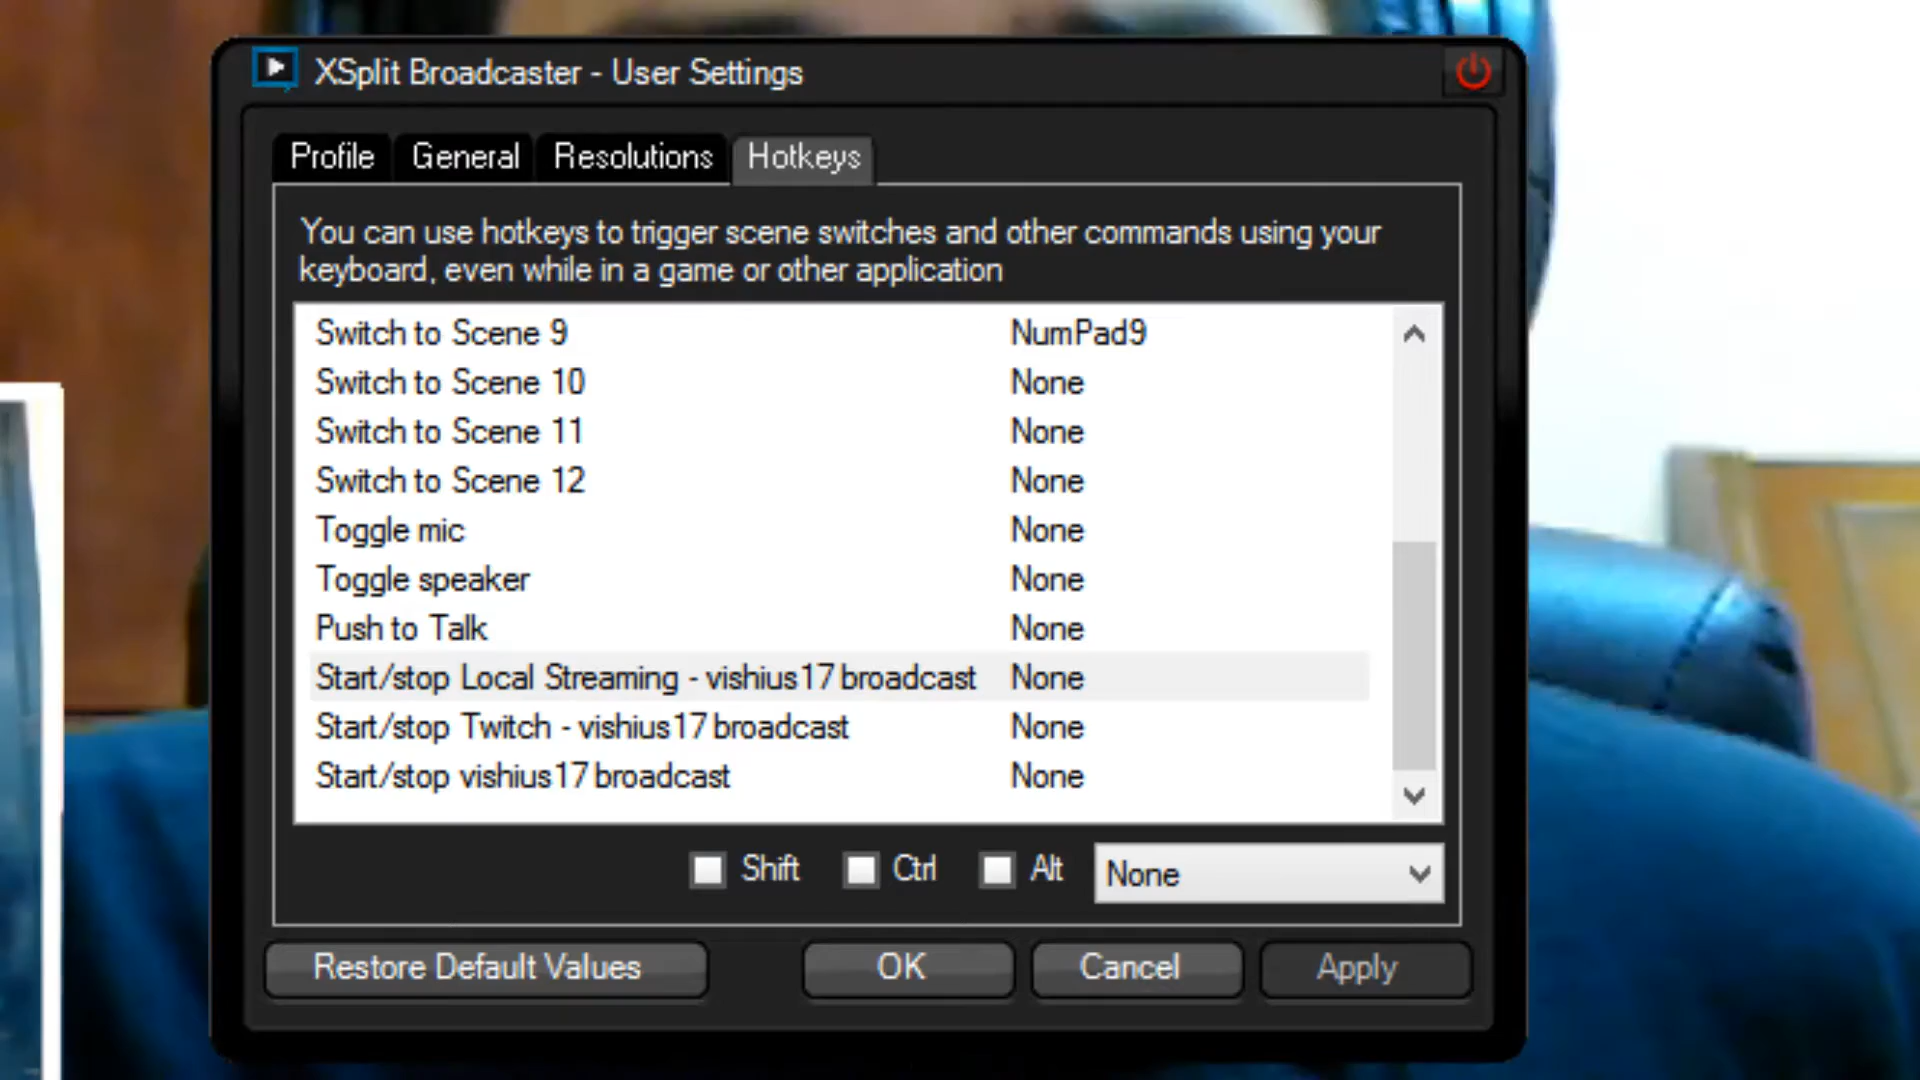 XSplit Broadcaster - User Settings
Profile General Resolutions Hotkeys
You can use hotkeys to trigger scene switches and other commands using your
keyboard, even while in a game or other application
Switch to Scene 9 NumPad9
Switch to Scene 10 None
Switch to Scene 11 None
Switch to Scene 12 None
Toggle mic None
Toggle speaker None
Push to Talk None
Start/stop Local Streaming - vishius17 broadcast None
Start/stop Twitch - vishius17 broadcast None
Start/stop vishius17 broadcast None
Shift Ctrl Alt None
Restore Default Values OK Cancel Apply